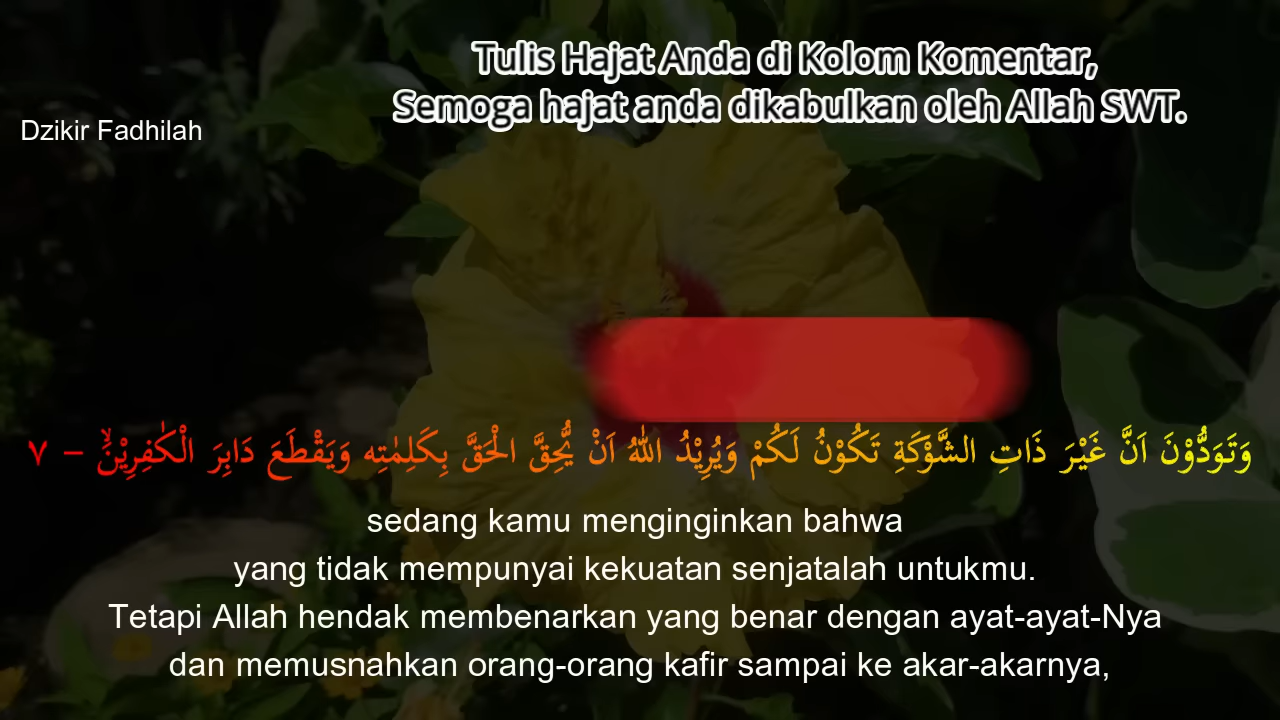 Tulis Hajat Anda di Kolom Komentar,
Semoga hajat anda dikabulkan oleh Allah SWT.
Dzikir Fadhilah
وَتَوَدُّوْنَ اَنَّ غَيْرَ ذَاتِ الشَّوْكَةِ تَكُوْنُ لَكُمْ وَيُرِيْدُ اللّٰهُ اَنْ يُّحِقَّ الْحَقَّ بِكَلِمٰتِه وَيَقْطَعَ دَابِرَ الْكٰفِرِيْنَۙ – ٧
sedang kamu menginginkan bahwa
yang tidak mempunyai kekuatan senjatalah untukmu.
Tetapi Allah hendak membenarkan yang benar dengan ayat-ayat-Nya
dan memusnahkan orang-orang kafir sampai ke akar-akarnya,